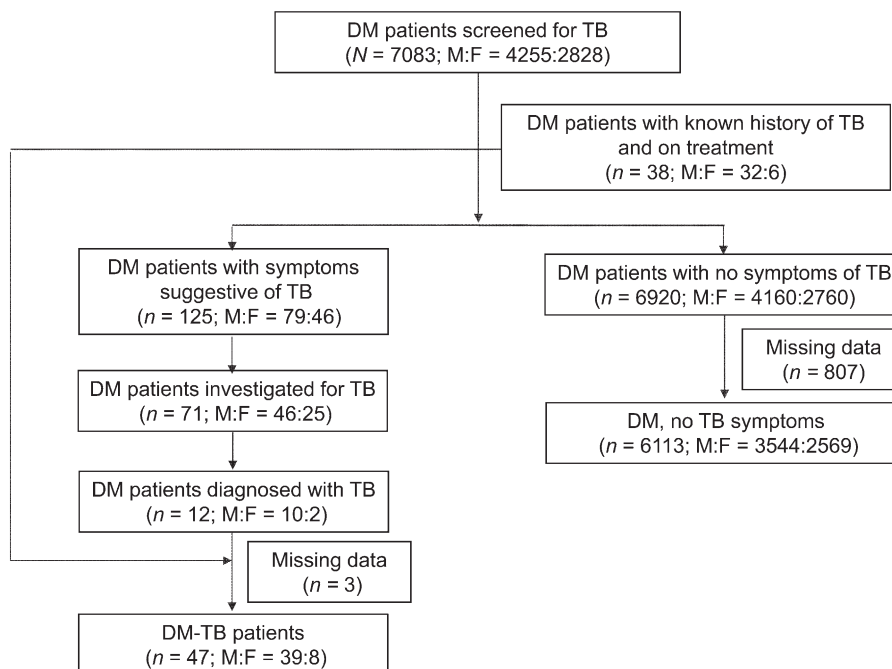 DM patients screened for TB
(N = 7083; M:F = 4255:2828)
DM patients with known history of TB
and on treatment
(n = 38; M:F = 32:6)
DM patients with symptoms
suggestive of TB
(n = 125; M:F = 79:46)
DM patients with no symptoms of TB
(n = 6920; M:F = 4160:2760)
Missing data
(n = 807)
DM patients investigated for TB
(n = 71; M:F = 46:25)
DM, no TB symptoms
(n = 6113; M:F = 3544:2569)
DM patients diagnosed with TB
(n = 12; M:F = 10:2)
Missing data
(n = 3)
DM-TB patients
(n = 47; M:F = 39:8)